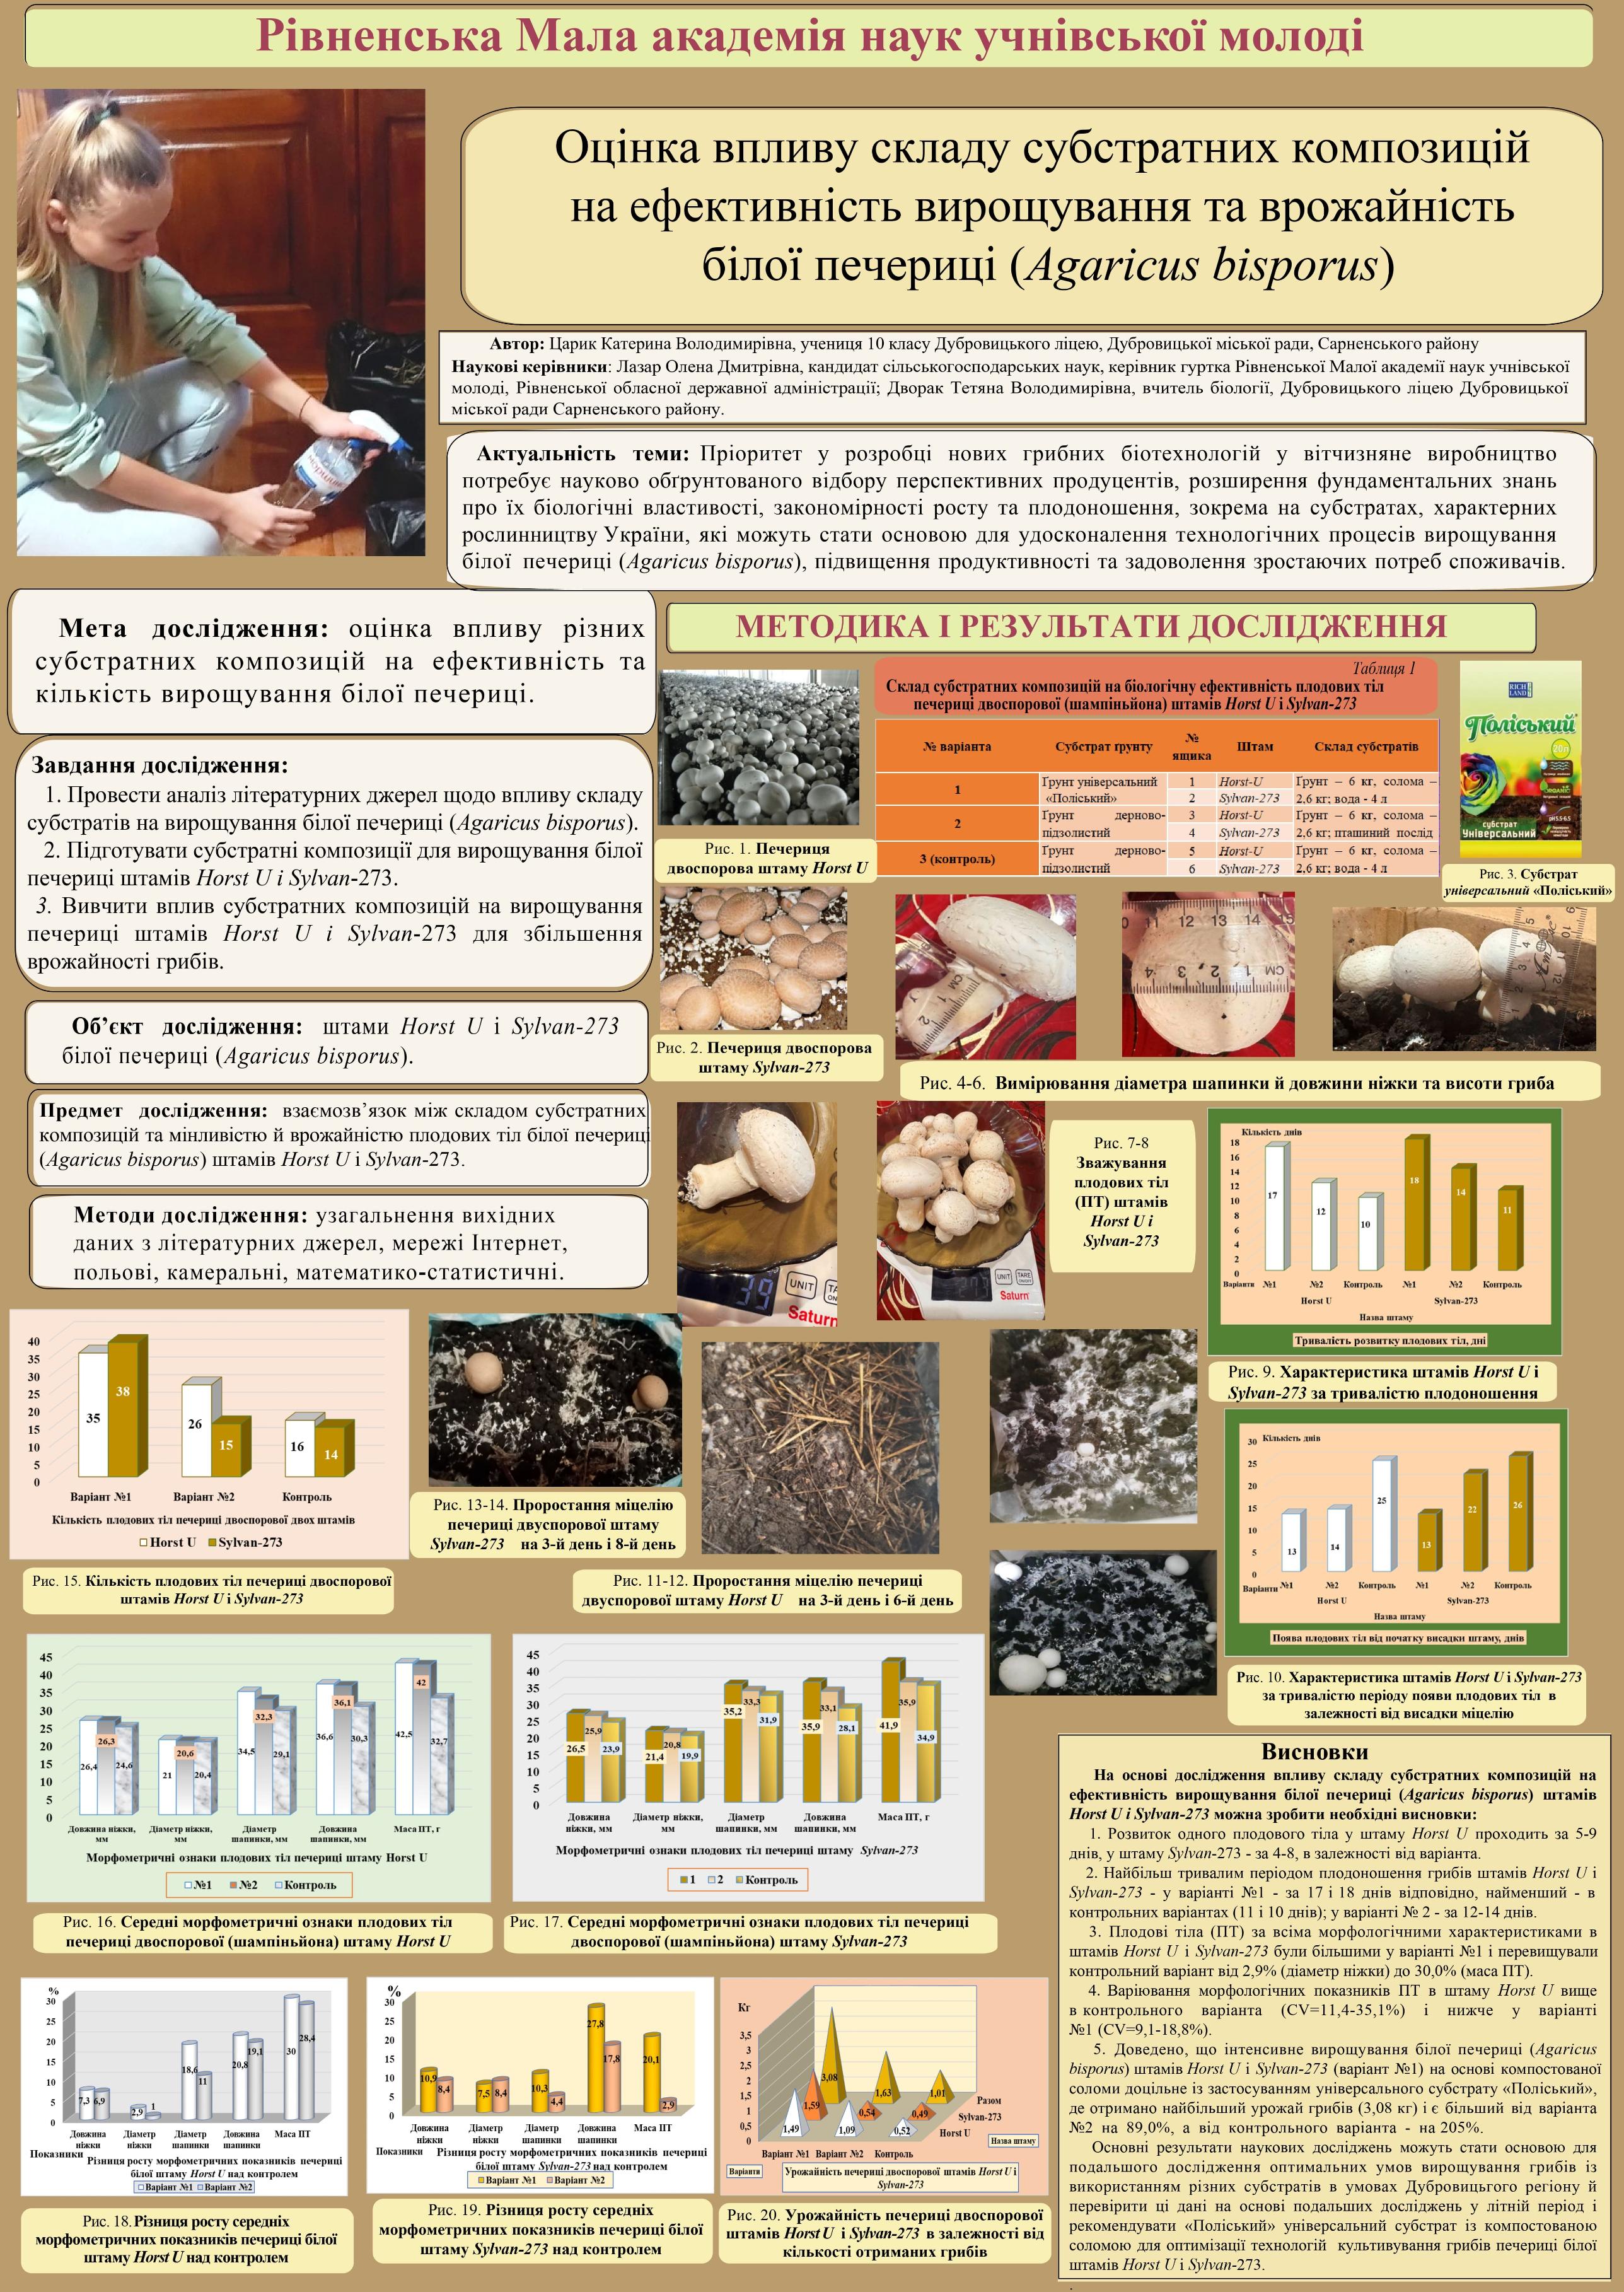 Рівненська Мала академія наук учнівської молоді
Оцінка впливу складу субстратних композицій
на ефективність вирощування та врожайність
білої печериці (Agaricus bisporus)
Автор: Царик Катерина Володимирівна, учениця 10 класу Дубровицького ліцею, Дубровицької міської ради, Сарненського району
Наукові керівники: Лазар Олена Дмитрівна, кандидат сільськогосподарських наук, керівник гуртка Рівненської Малої академії наук учнівської
молоді, Рівненської обласної державної адміністрації; Дворак Тетяна Володимирівна, вчитель біології, Дубровицького ліцею Дубровицької
міської ради Сарненського району.
Актуальність теми: Пріоритет у розробці нових грибних біотехнологій у вітчизняне виробництво
потребує науково обґрунтованого відбору перспективних продуцентів, розширення фундаментальних знань
про їх біологічні властивості, закономірності росту та плодоношення, зокрема на субстратах, характерних
рослинництву України, які можуть стати основою для удосконалення технологічних процесів вирощування
білої печериці (Agaricus bisporus), підвищення продуктивності та задоволення зростаючих потреб споживачів.
Мета дослідження: оцінка впливу різних
субстратних композицій на ефективність та
кількість вирощування білої печериці.
Завдання дослідження:
1. Провести аналіз літературних джерел щодо впливу складу
субстратів на вирощування білої печериці (Agaricus bisporus).
2. Підготувати субстратні композиції для вирощування білої
печериці штамів Horst U і Sylvan-273.
3. Вивчити вплив субстратних композицій на вирощування
печериці штамів Horst U і Sylvan-273 для збільшення
врожайності грибів.
Об’єкт дослідження: штами Horst U і Sylvan-273
білої печериці (Agaricus bisporus).
Предмет дослідження: взаємозв’язок між складом субстратних
композицій та мінливістю й врожайністю плодових тіл білої печериці
(Agaricus bisporus) штамів Horst U і Sylvan-273.
Методи дослідження: узагальнення вихідних
даних з літературних джерел, мережі Інтернет,
польові, камеральні, математико-статистичні.
МЕТОДИКА І РЕЗУЛЬТАТИ ДОСЛІДЖЕННЯ
Рис. 1. Печериця
двоспорова штаму Horst U
Таблиця 1
Склад субстратних композицій на біологічну ефективність плодових тіл
печериці двоспорової (шампіньйона) штамів Horst U і Sylvan-273
№ варіанта Субстрат ґрунту № ящика Штам Склад субстратів
1 Ґрунт універсальний «Поліський» 1 Horst-U Ґрунт – 6 кг, солома –
2 Sylvan-273 2,6 кг; вода - 4 л
2 Ґрунт дерново-підзолистий 3 Horst-U Ґрунт – 6 кг, солома –
4 Sylvan-273 2,6 кг; пташиний послід
3 (контроль) Ґрунт дерново-підзолистий 5 Horst-U Ґрунт – 6 кг, солома –
6 Sylvan-273 2,6 кг; вода - 4 л
RICH LAND
Поліський
20л
ORGANIC
pH5.5-6.5
субстрат
Універсальний
Рис. 3. Субстрат
універсальний «Поліський»
Рис. 2. Печериця двоспорова
штаму Sylvan-273
Рис. 4-6. Вимірювання діаметра шапинки й довжини ніжки та висоти гриба
Рис. 7-8
Зважування
плодових тіл
(ПТ) штамів
Horst U і
Sylvan-273
39
UNIT
Saturn
UNIT TARE
Saturn
Кількість днів
18
16
14
12
10
8
6
4
2
0
17 12 10 18 14 11
Варіанти №1 №2 Контроль №1 №2 Контроль
Horst U Sylvan-273
Назва штаму
Тривалість розвитку плодових тіл, дні
Рис. 9. Характеристика штамів Horst U і
Sylvan-273 за тривалістю плодоношення
Кількість днів
30
25
20
15
10
5
0
13 14 25 13 22 26
Варіанти №1 №2 Контроль №1 №2 Контроль
Horst U Sylvan-273
Назва штаму
Поява плодових тіл від початку висадки штаму, днів
Рис. 10. Характеристика штамів Horst U і Sylvan-273
за тривалістю періоду появи плодових тіл в
залежності від висадки міцелію
40
35
30
25
20
15
10
5
0
35 38 26 15 16 14
Варіант №1 Варіант №2 Контроль
Кількість плодових тіл печериці двоспорової двох штамів
Horst U Sylvan-273
Рис. 15. Кількість плодових тіл печериці двоспорової
штамів Horst U і Sylvan-273
Рис. 13-14. Проростання міцелію
печериці двуспорової штаму
Sylvan-273 на 3-й день і 8-й день
Рис. 11-12. Проростання міцелію печериці
двуспорової штаму Horst U на 3-й день і 6-й день
45
40
35
30
25
20
15
10
5
0
26,4 26,3 24,6 21 20,6 20,4 34,5 32,3 29,1 36,6 36,1 30,3 42,5 42 32,7
Довжина ніжки, мм Діаметр ніжки, мм Діаметр шапинки, мм Довжина шапинки, мм Маса ПТ, г
Морфометричні ознаки плодових тіл печериці штаму Horst U
№1 №2 Контроль
Рис. 16. Середні морфометричні ознаки плодових тіл
печериці двоспорової (шампіньйона) штаму Horst U
45
40
35
30
25
20
15
10
5
0
26,5 25,9 23,9 21,4 20,8 19,9 35,2 33,3 31,9 35,9 33,1 28,1 41,9 35,9 34,9
Довжина ніжки, мм Діаметр ніжки, мм Діаметр шапинки, мм Довжина шапинки, мм Маса ПТ, г
Морфометричні ознаки плодових тіл печериці штаму Sylvan-273
1 2 Контроль
Рис. 17. Середні морфометричні ознаки плодових тіл печериці
двоспорової (шампіньйона) штаму Sylvan-273
%
30
25
20
15
10
5
0
7,3 6,9 2,9 1 18,6 11 20,8 19,1 30 28,4
Довжина ніжки Діаметр ніжки Діаметр шапинки Довжина шапинки Маса ПТ
Показники
Різниця росту морфометричних показників печериці
білої штаму Horst U над контролем
Варіант №1 Варіант №2
Рис. 18. Різниця росту середніх
морфометричних показників печериці білої
штаму Horst U над контролем
%
30
25
20
15
10
5
0
10,9 8,4 7,5 8,4 10,3 4,4 27,8 17,8 20,1 2,9
Довжина ніжки Діаметр ніжки Діаметр шапинки Довжина шапинки Маса ПТ
Показники
Різниця росту морфометричних показників печериці
білої штаму Sylvan-273 над контролем
Варіант №1 Варіант №2
Рис. 19. Різниця росту середніх
морфометричних показників печериці білої
штаму Sylvan-273 над контролем
Кг
3,5
3
2,5
2
1,5
1
0,5
0
3,08 1,63 1,01
1,59 0,54 0,49
1,49 1,09 0,52
Разом
Sylvan-273
Horst U
Назва штаму
Варіант №1 Варіант №2 Контроль
Варіанти
Урожайність печериці двоспорової штамів Horst U і
Sylvan-273
Рис. 20. Урожайність печериці двоспорової
штамів Horst U і Sylvan-273 в залежності від
кількості отриманих грибів
Висновки
На основі дослідження впливу складу субстратних композицій на
ефективність вирощування білої печериці (Agaricus bisporus) штамів
Horst U і Sylvan-273 можна зробити необхідні висновки:
1. Розвиток одного плодового тіла у штаму Horst U проходить за 5-9
днів, у штаму Sylvan-273 - за 4-8, в залежності від варіанта.
2. Найбільш тривалим періодом плодоношення грибів штамів Horst U і
Sylvan-273 - у варіанті №1 - за 17 і 18 днів відповідно, найменший - в
контрольних варіантах (11 і 10 днів); у варіанті № 2 - за 12-14 днів.
3. Плодові тіла (ПТ) за всіма морфологічними характеристиками в
штамів Horst U і Sylvan-273 були більшими у варіанті №1 і перевищували
контрольний варіант від 2,9% (діаметр ніжки) до 30,0% (маса ПТ).
4. Варіювання морфологічних показників ПТ в штаму Horst U вище
в контрольного варіанта (CV=11,4-35,1%) і нижче у варіанті
№1 (CV=9,1-18,8%).
5. Доведено, що інтенсивне вирощування білої печериці (Agaricus
bisporus) штамів Horst U і Sylvan-273 (варіант №1) на основі компостованої
соломи доцільне із застосуванням універсального субстрату «Поліський»,
де отримано найбільший урожай грибів (3,08 кг) і є більший від варіанта
№2 на 89,0%, а від контрольного варіанта - на 205%.
Основні результати наукових досліджень можуть стати основою для
подальшого дослідження оптимальних умов вирощування грибів із
використанням різних субстратів в умовах Дубровицього регіону й
перевірити ці дані на основі подальших досліджень у літній період і
рекомендувати «Поліський» універсальний субстрат із компостованою
соломою для оптимізації технологій культивування грибів печериці білої
штамів Horst U і Sylvan-273.